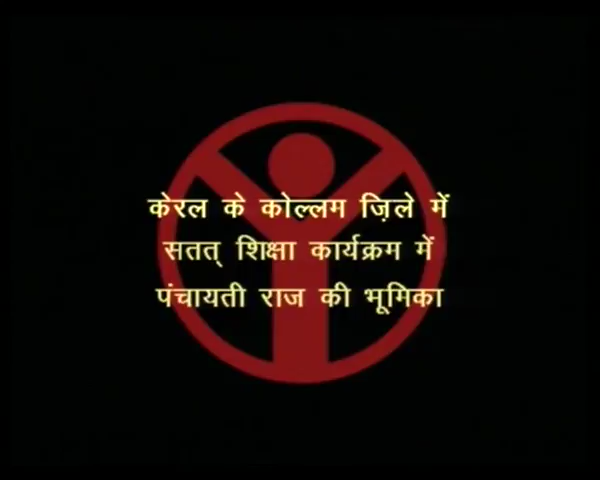 केरल के कोल्लम ज़िले में
सतत् शिक्षा कार्यक्रम में
पंचायती राज की भूमिका